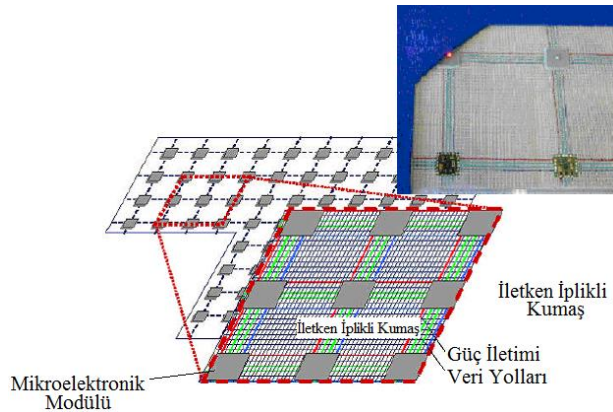 İletken İplikli
Kumaş
İletken İplikli Kumaş
Güç İletimi
Veri Yolları
Mikroelektronik
Modülü